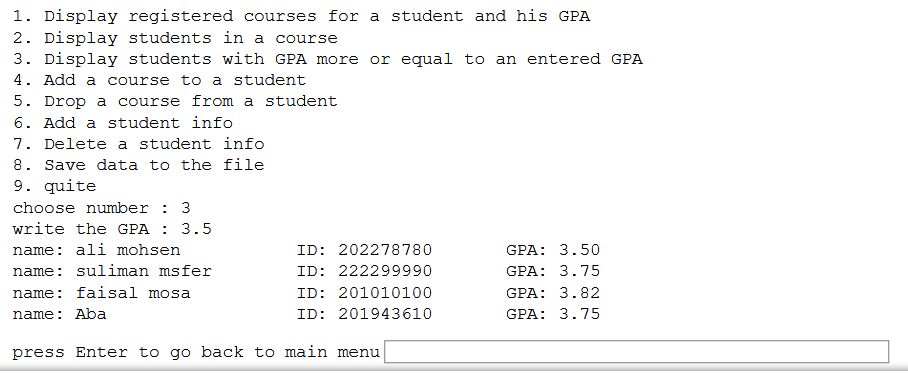 1. Display registered courses for a student and his GPA
2. Display students in a course
3. Display students with GPA more or equal to an entered GPA
4. Add a course to a student
5. Drop a course from a student
6. Add a student info
7. Delete a student info
8. Save data to the file
9. quite
choose number : 3
write the GPA : 3.5
name: ali mohsen ID: 202278780 GPA: 3.50
name: suliman msfer ID: 222299990 GPA: 3.75
name: faisal mosa ID: 201010100 GPA: 3.82
name: Aba ID: 201943610 GPA: 3.75
press Enter to go back to main menu